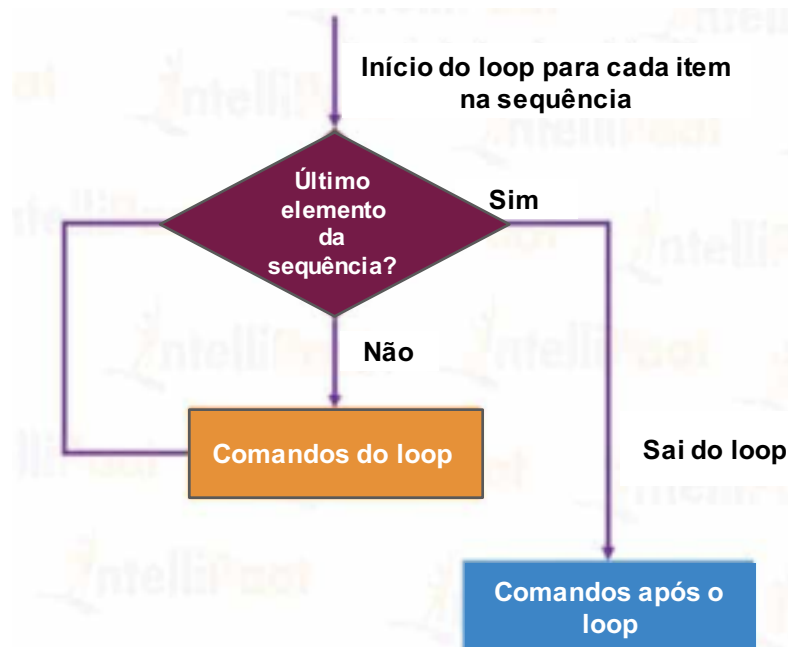 Início do loop para cada item
na sequência
Último
elemento
da
sequência?
Sim
Não
Comandos do loop
Sai do loop
Comandos após o
loop